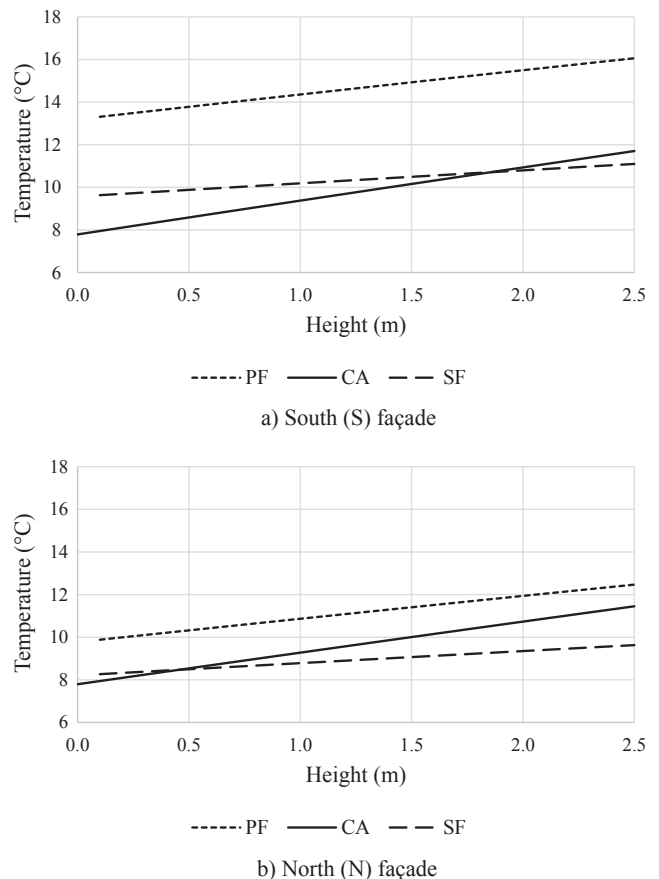 18
16
14
12
10
8
6
Temperature (°C)
0.0 0.5 1.0 1.5 2.0 2.5
Height (m)
PF CA SF
a) South (S) façade
18
16
14
12
10
8
6
Temperature (°C)
0.0 0.5 1.0 1.5 2.0 2.5
Height (m)
PF CA SF
b) North (N) façade